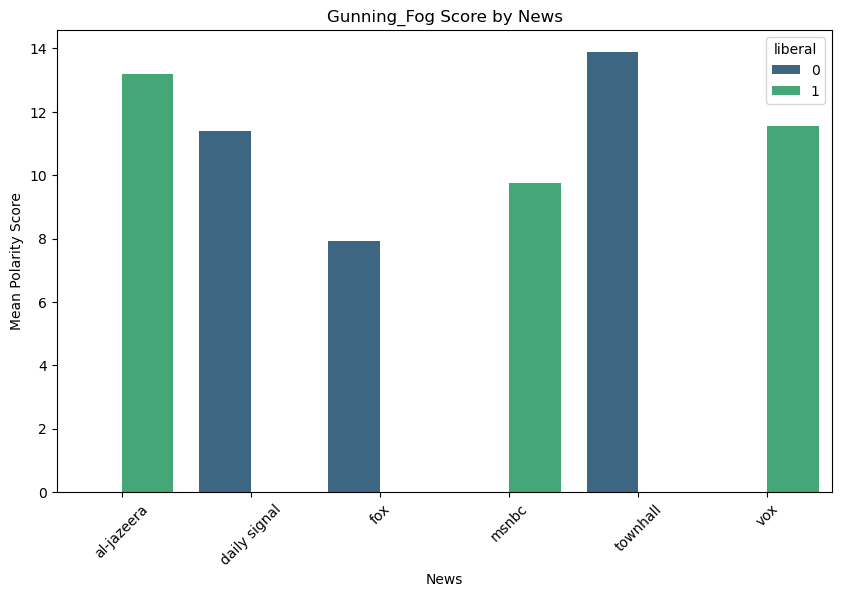 Gunning_Fog Score by News
liberal
0
1
Mean Polarity Score
14
12
10
8
6
4
2
0
al-jazeera
daily signal
fox
msnbc
townhall
vox
News